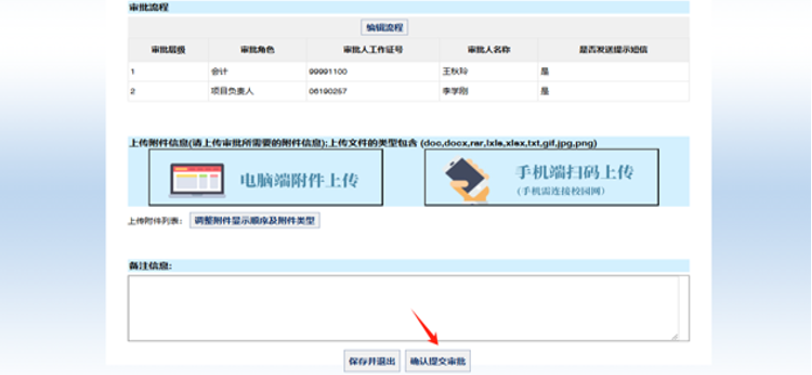 审批流程
编辑流程
审批层级 审批角色 审批人工作证号 审批人名称 是否发送提示短信
1 会计 99991100 王秋玲 是
2 项目负责人 06190257 李学刚 是
上传附件信息(请上传审批所需要的附件信息);上传文件的类型包含 (doc,docx,rar,lxls,xlsx,txt,gif,jpg,png)
电脑端附件上传 手机端扫码上传
(手机需连接校园网)
上传附件列表: 调整附件显示顺序及附件类型
备注信息:
保存并退出 确认提交审批